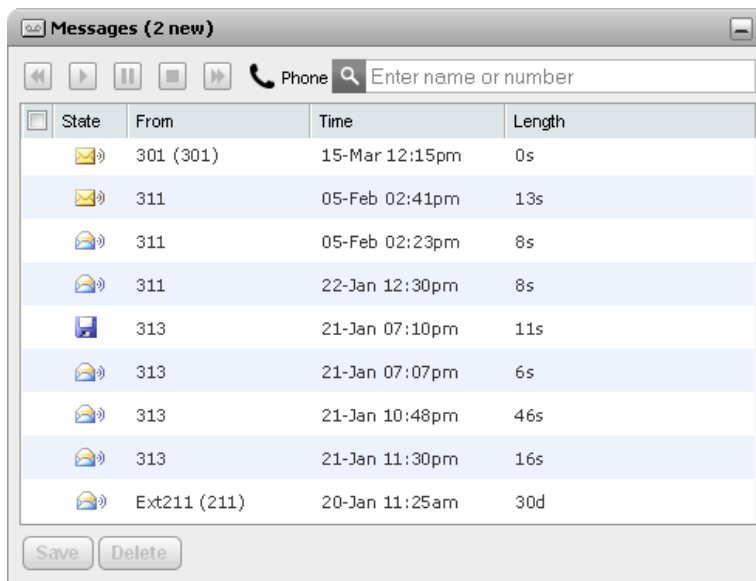 Messages (2 new)
Phone Enter name or number
State From Time Length
301 (301) 15-Mar 12:15pm 0s
311 05-Feb 02:41pm 13s
311 05-Feb 02:23pm 8s
311 22-Jan 12:30pm 8s
313 21-Jan 07:10pm 11s
313 21-Jan 07:07pm 6s
313 21-Jan 10:48pm 46s
313 21-Jan 11:30pm 16s
Ext211 (211) 20-Jan 11:25am 30d
Save Delete